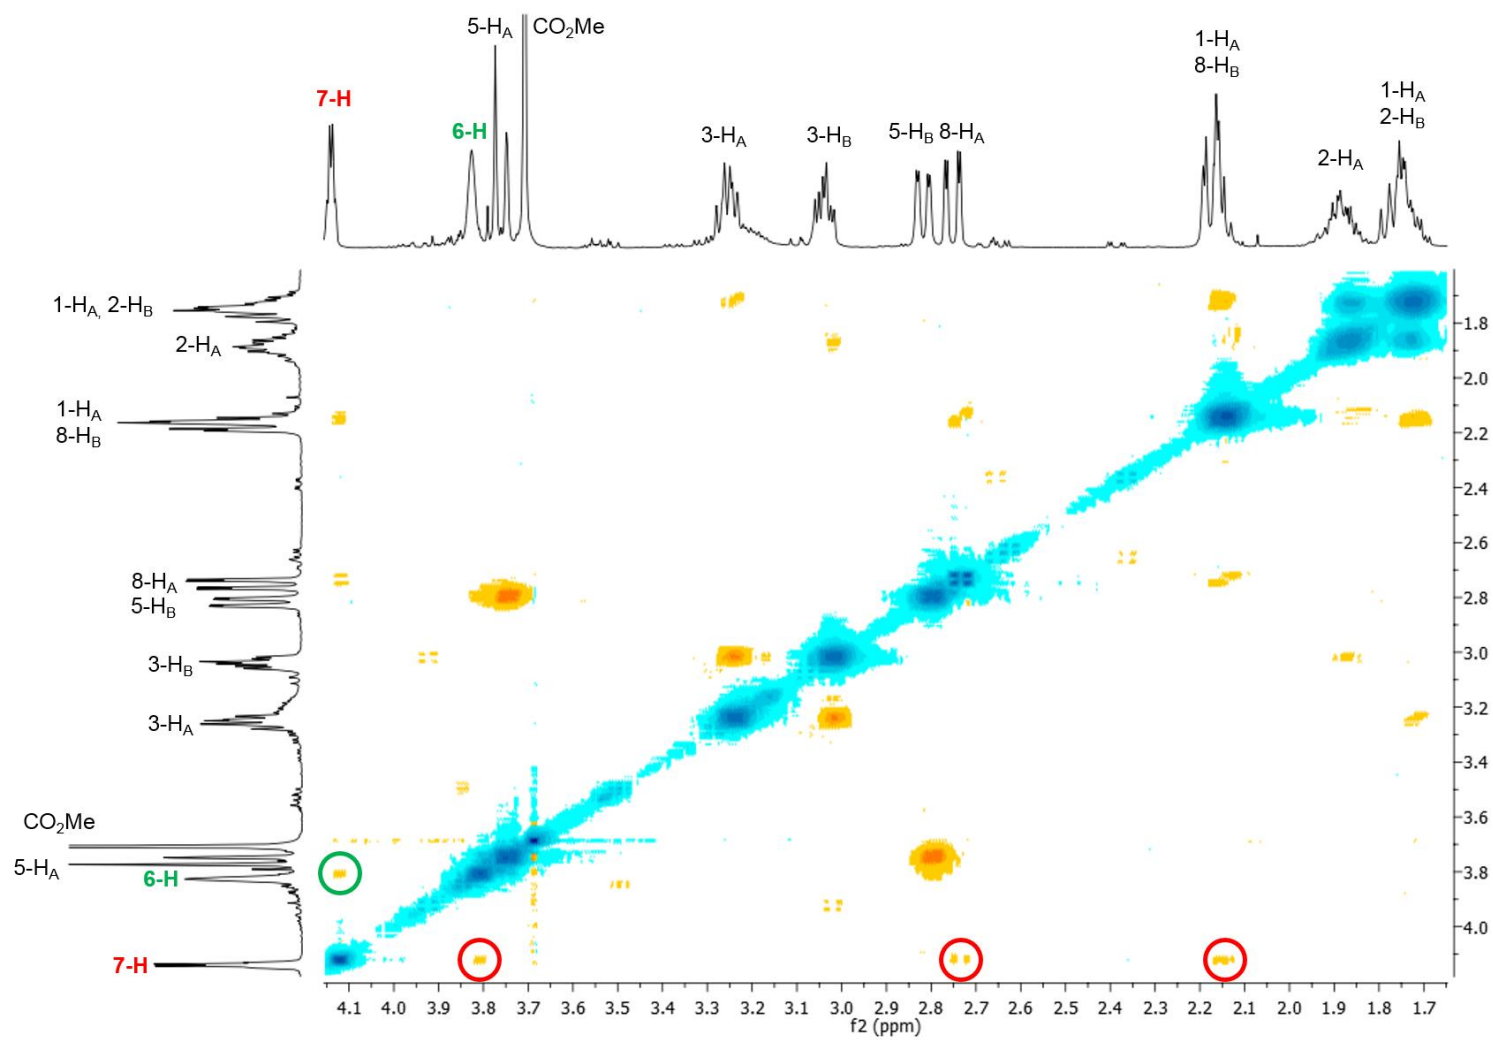 5-HA CO2Me
1-HA
8-HB
7-H
6-H
3-HA
3-HB
5-HB 8-HA
1-HA
2-HB
2-HA
1-HA, 2-HB
2-HA
1-HA
8-HB
8-HA
5-HB
3-HB
3-HA
CO2Me
5-HA
6-H
7-H
1.8
2.0
2.2
2.4
2.6
2.8
3.0
3.2
3.4
3.6
3.8
4.0
4.1 4.0 3.9 3.8 3.7 3.6 3.5 3.4 3.3 3.2 3.1 3.0 2.9 2.8 2.7 2.6 2.5 2.4 2.3 2.2 2.1 2.0 1.9 1.8 1.7
f2 (ppm)